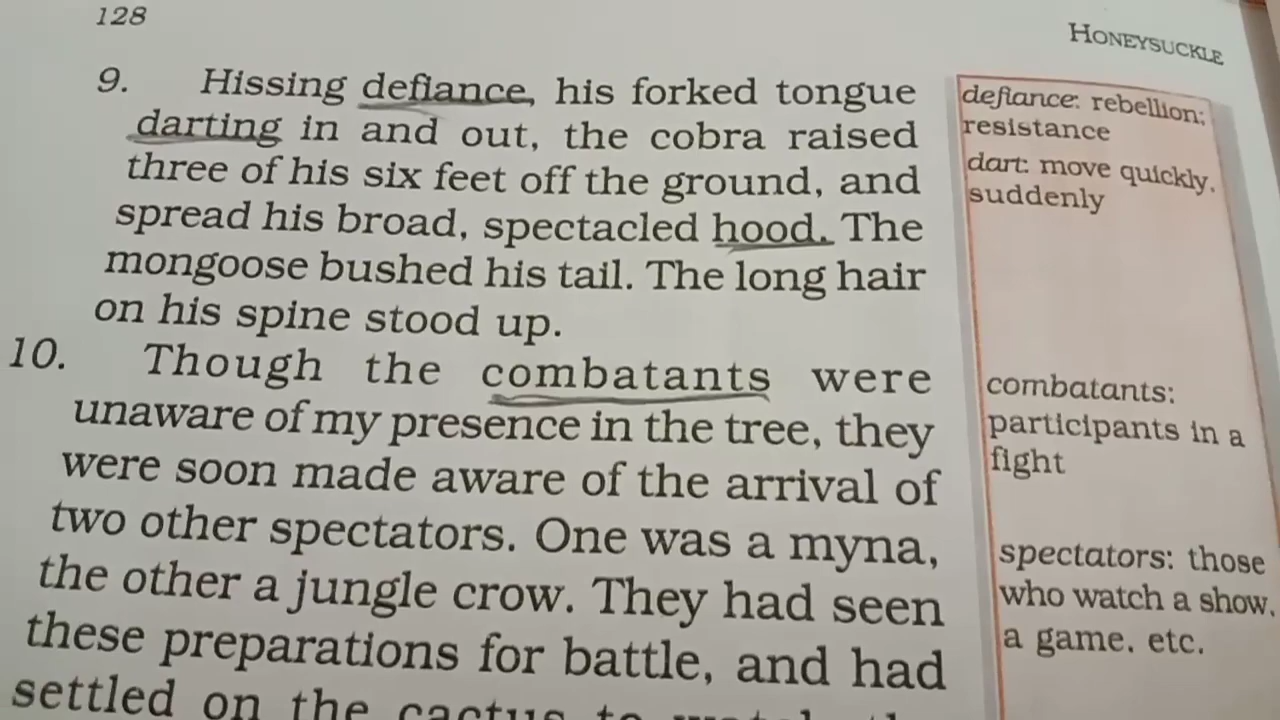 128
HONEYSUCKLE
9. Hissing defiance, his forked tongue
darting in and out, the cobra raised
three of his six feet off the ground, and
spread his broad, spectacled hood. The
mongoose bushed his tail. The long hair
on his spine stood up.
10. Though the combatants were
unaware of my presence in the tree, they
were soon made aware of the arrival of
two other spectators. One was a myna,
the other a jungle crow. They had seen
these preparations for battle, and had
settled on the cactus to
defiance: rebellion;
resistance
dart: move quickly,
suddenly
combatants:
participants in a
fight
spectators: those
who watch a show,
a game, etc.